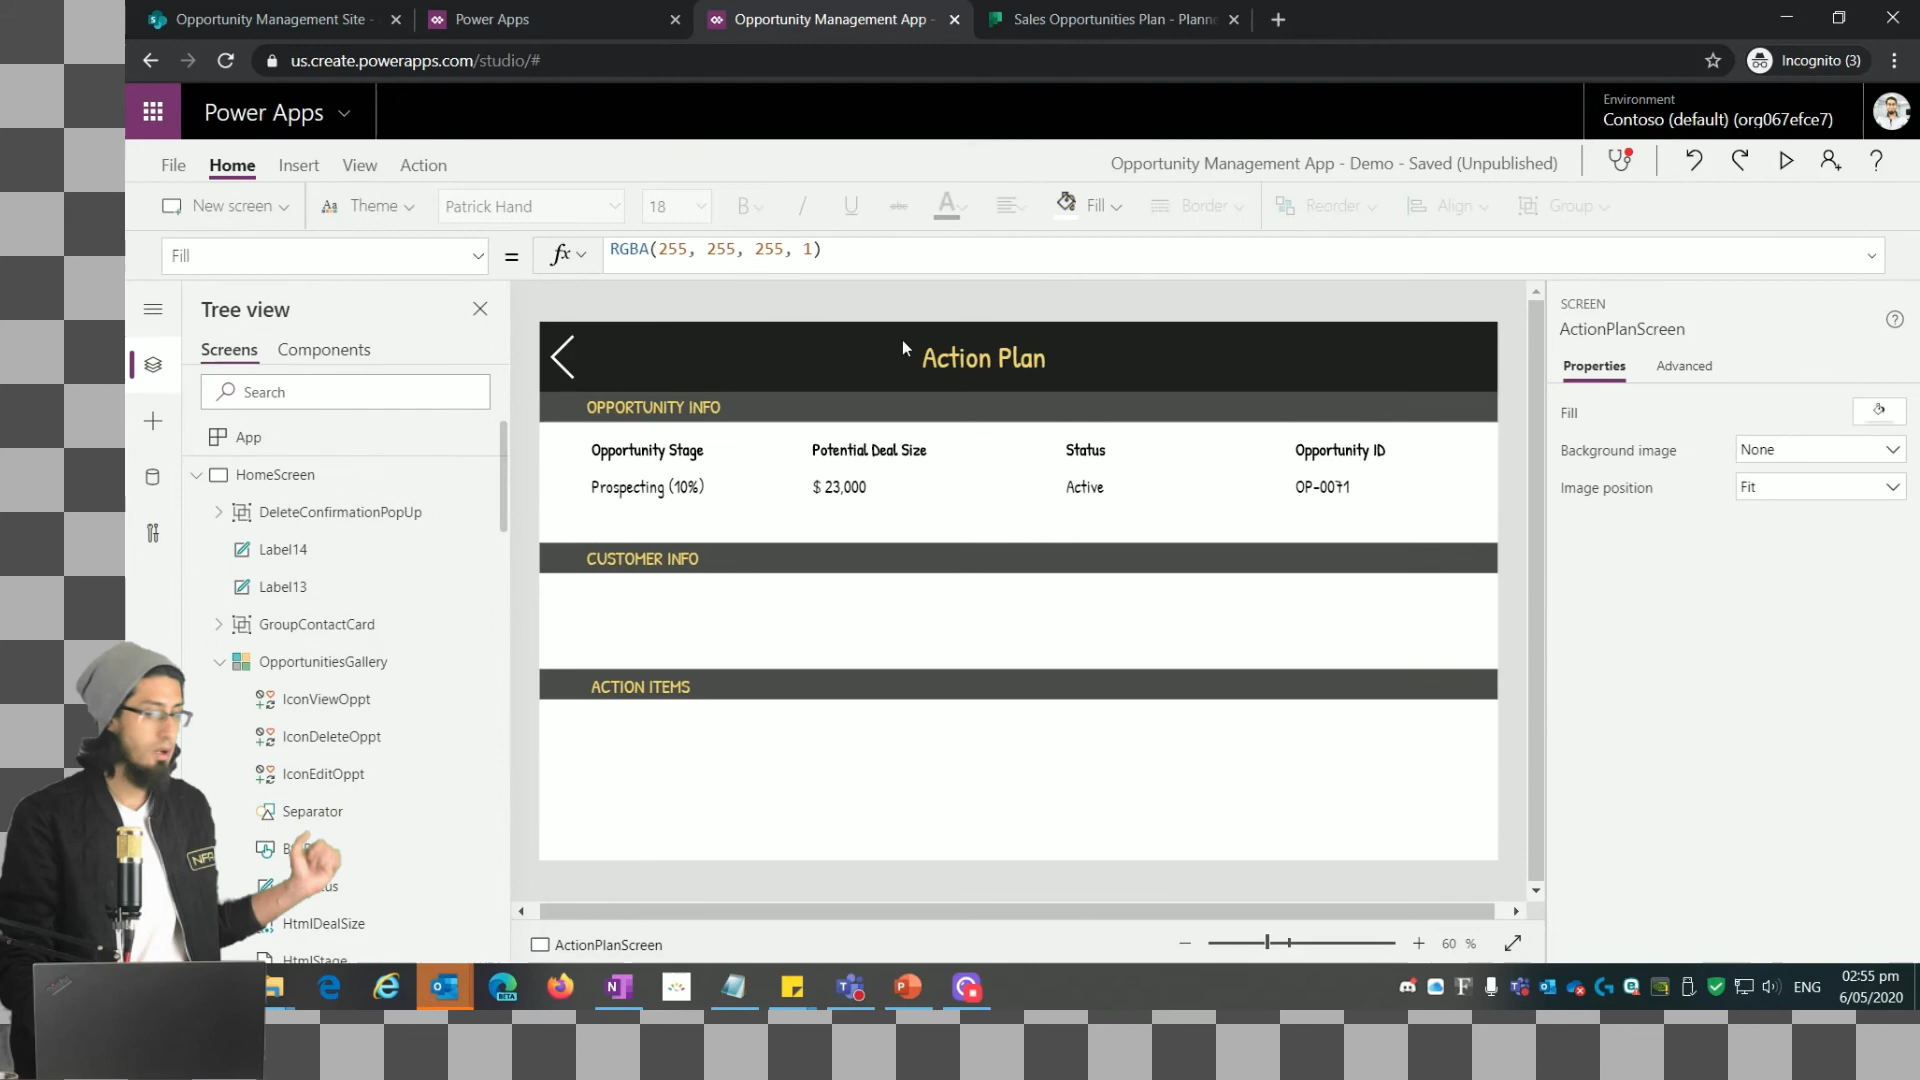 Opportunity Management Site -
Power Apps
Opportunity Management App -
Sales Opportunities Plan - Planne
us.create.powerapps.com/studio/#
Incognito (3)
Power Apps
Environment
Contoso (default) (org067efce7)
File
Home
Insert
View
Action
Opportunity Management App - Demo - Saved (Unpublished)
New screen
Theme
Patrick Hand
18
B
I
U
abc
A
Fill
Border
Reorder
Align
Group
Fill
=
fx
RGBA(255, 255, 255, 1)
Tree view
Screens
Components
Search
App
HomeScreen
DeleteConfirmationPopUp
Label14
Label13
GroupContactCard
OpportunitiesGallery
IconViewOppt
IconDeleteOppt
IconEditOppt
Separator
HtmlDealSize
HtmlStage
Action Plan
OPPORTUNITY INFO
Opportunity Stage
Potential Deal Size
Status
Opportunity ID
Prospecting (10%)
$ 23,000
Active
OP-0071
CUSTOMER INFO
ACTION ITEMS
SCREEN
ActionPlanScreen
Properties
Advanced
Fill
Background image
None
Image position
Fit
ActionPlanScreen
60 %
NFR
BETA
ENG
02:55 pm
6/05/2020